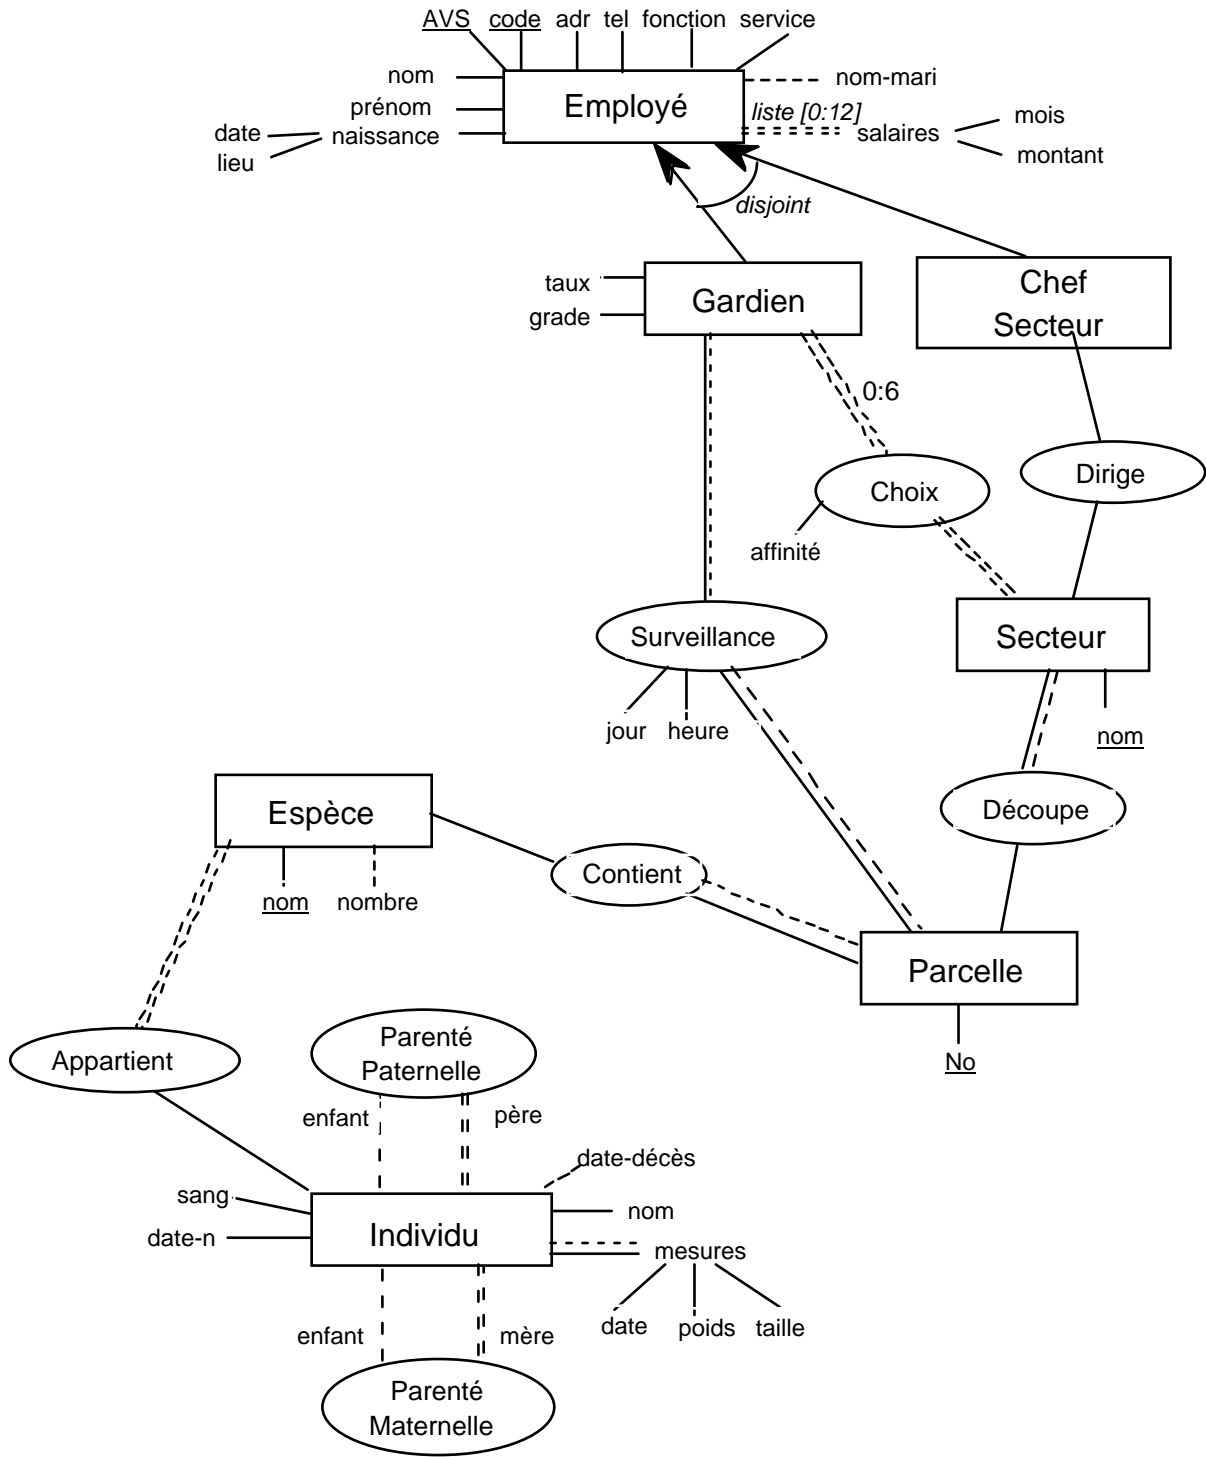 AVS code adr tel fonction service
nom
nom-mari
Employé
prénom
liste [0:12]
date
naissance
salaires
mois
lieu
montant
disjoint
taux
grade
Gardien
Chef
Secteur
0:6
Choix
Dirige
affinité
Surveillance
Secteur
jour heure
nom
Espèce
Découpe
Contient
nom nombre
Parcelle
No
Appartient
Parenté
Paternelle
enfant
père
date-décès
sang
nom
date-n
Individu
mesures
date poids taille
enfant
mère
Parenté
Maternelle